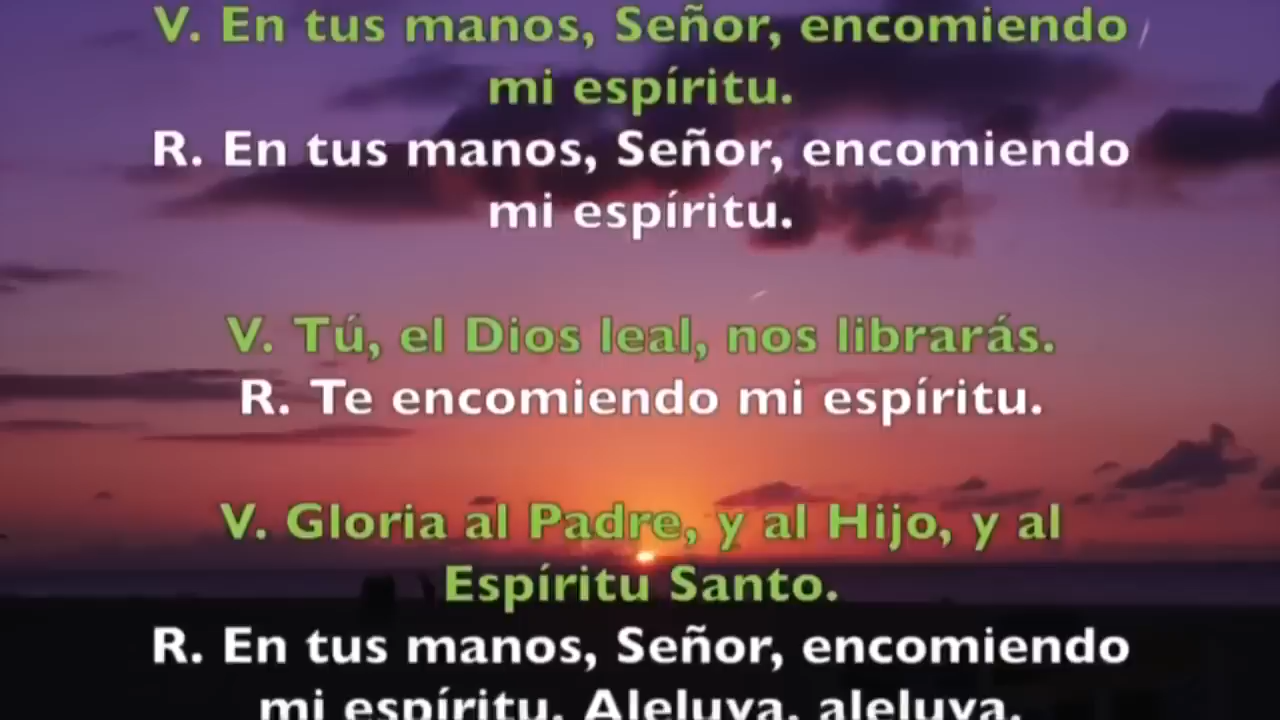 V. En tus manos, Señor, encomiendo
mi espíritu.
R. En tus manos, Señor, encomiendo
mi espíritu.
V. Tú, el Dios leal, nos librarás.
R. Te encomiendo mi espíritu.
V. Gloria al Padre, y al Hijo, y al
Espíritu Santo.
R. En tus manos, Señor, encomiendo
mi espíritu. Aleluya, aleluya.